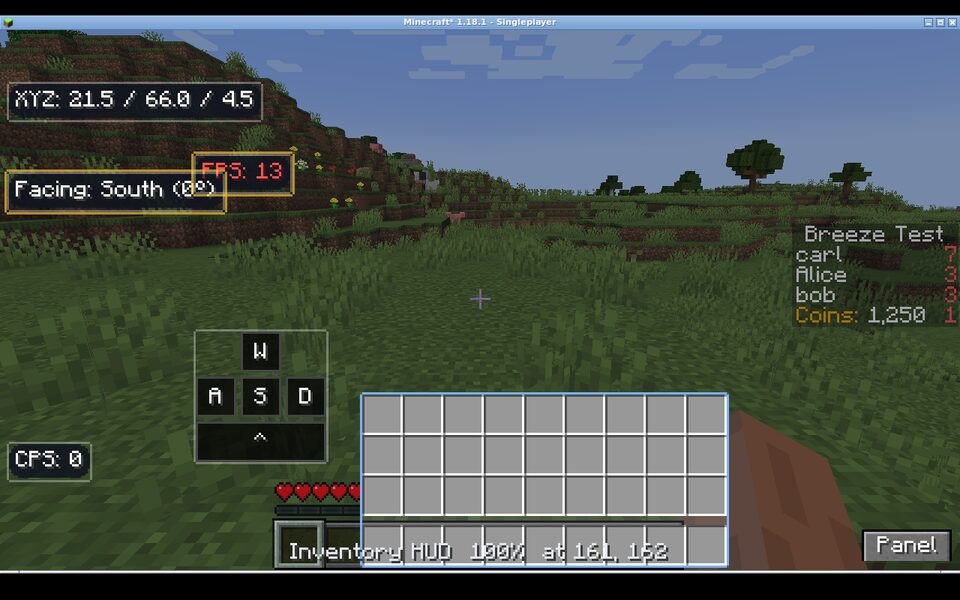 Minecraft* 1.18.1 - Singleplayer
XYZ: 21.5 / 66.0 / 4.5
FPS: 13
Facing: South (0°)
Breeze Test
carl 7
Alice 3
bob 3
Coins: 1,250 1
W
A S D
^
CPS: 0
Inventory HUD 100% at 161, 162
Panel